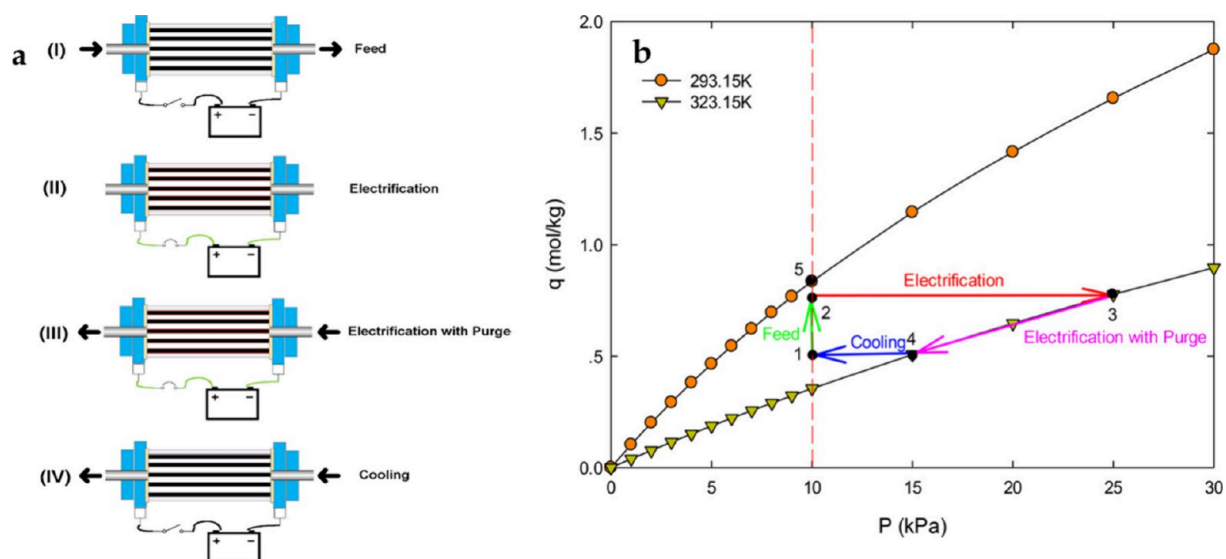 a
(I)
Feed
+ −
(II)
Electrification
+ −
(III)
Electrification with Purge
+ −
(IV)
Cooling
+ −
b
293.15K
323.15K
q (mol/kg)
2.0
1.5
1.0
.5
0.0
5
2
Electrification
3
Feed
1
Cooling
4
Electrification with Purge
0 5 10 15 20 25 30
P (kPa)